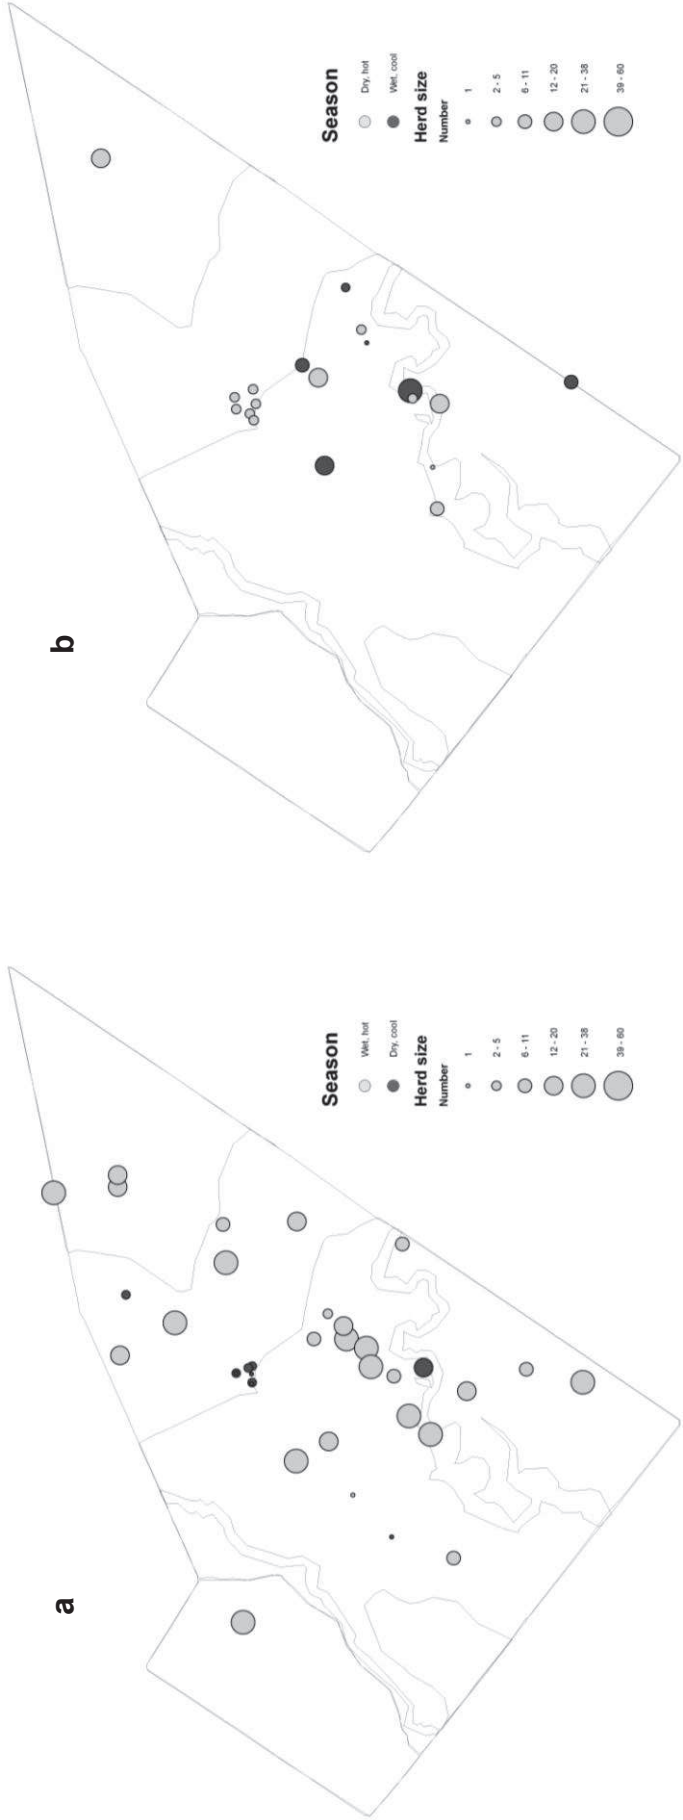 a
Season
Wet, hot
Dry, cool
Herd size
Number
1
2 - 5
6 - 11
12 - 20
21 - 38
39 - 60
b
Season
Dry, hot
Wet, cool
Herd size
Number
1
2 - 5
6 - 11
12 - 20
21 - 38
39 - 60